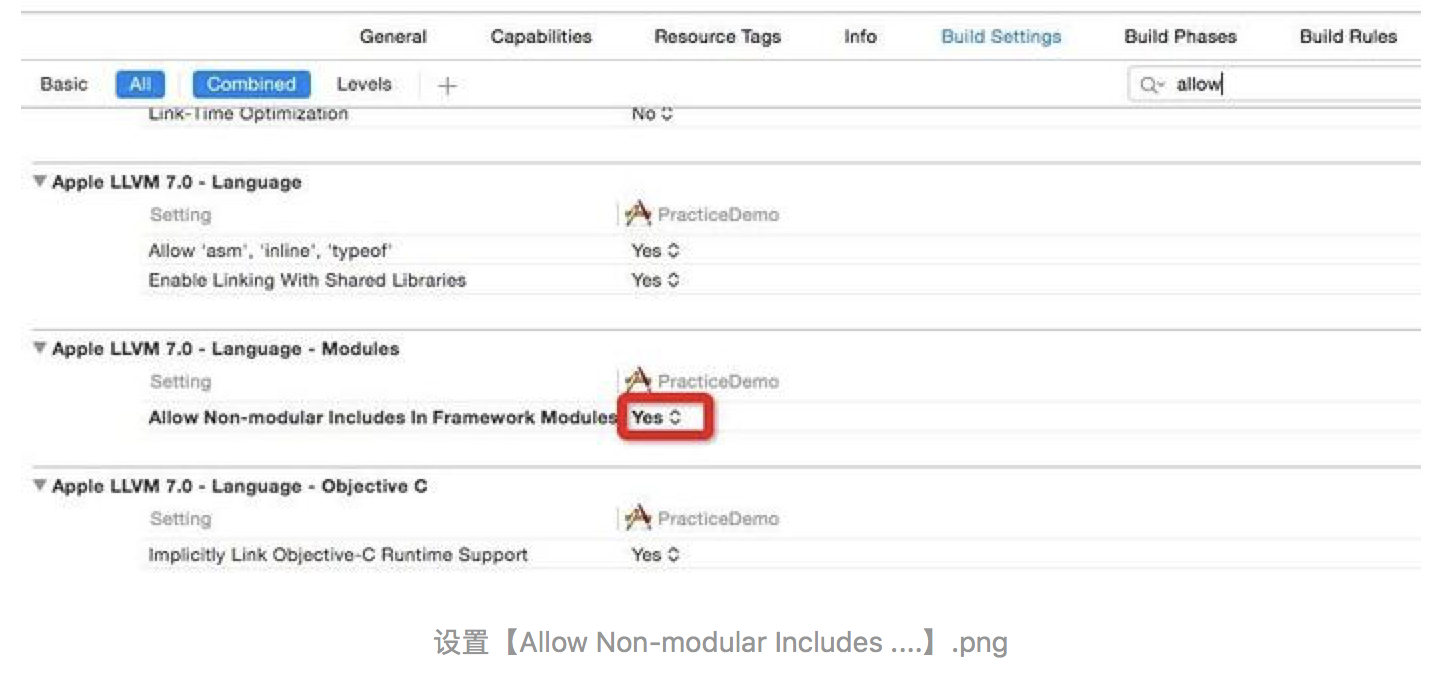 General Capabilities Resource Tags Info Build Settings Build Phases Build Rules
Basic All Combined Levels + allow
Link-Time Optimization No
Apple LLVM 7.0 - Language
Setting PracticeDemo
Allow 'asm', 'inline', 'typeof' Yes
Enable Linking With Shared Libraries Yes
Apple LLVM 7.0 - Language - Modules
Setting PracticeDemo
Allow Non-modular Includes In Framework Modules Yes
Apple LLVM 7.0 - Language - Objective C
Setting PracticeDemo
Implicitly Link Objective-C Runtime Support Yes
设置【Allow Non-modular Includes ....】.png